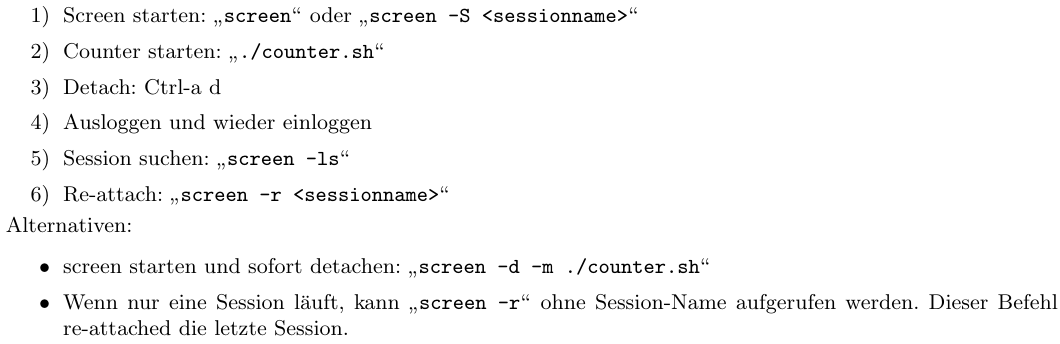 1) Screen starten: „screen“ oder „screen -S <sessionname>“
2) Counter starten: „./counter.sh“
3) Detach: Ctrl-a d
4) Ausloggen und wieder einloggen
5) Session suchen: „screen -ls“
6) Re-attach: „screen -r <sessionname>“
Alternativen:
• screen starten und sofort detachen: „screen -d -m ./counter.sh“
• Wenn nur eine Session läuft, kann „screen -r“ ohne Session-Name aufgerufen werden. Dieser Befehl
re-attached die letzte Session.